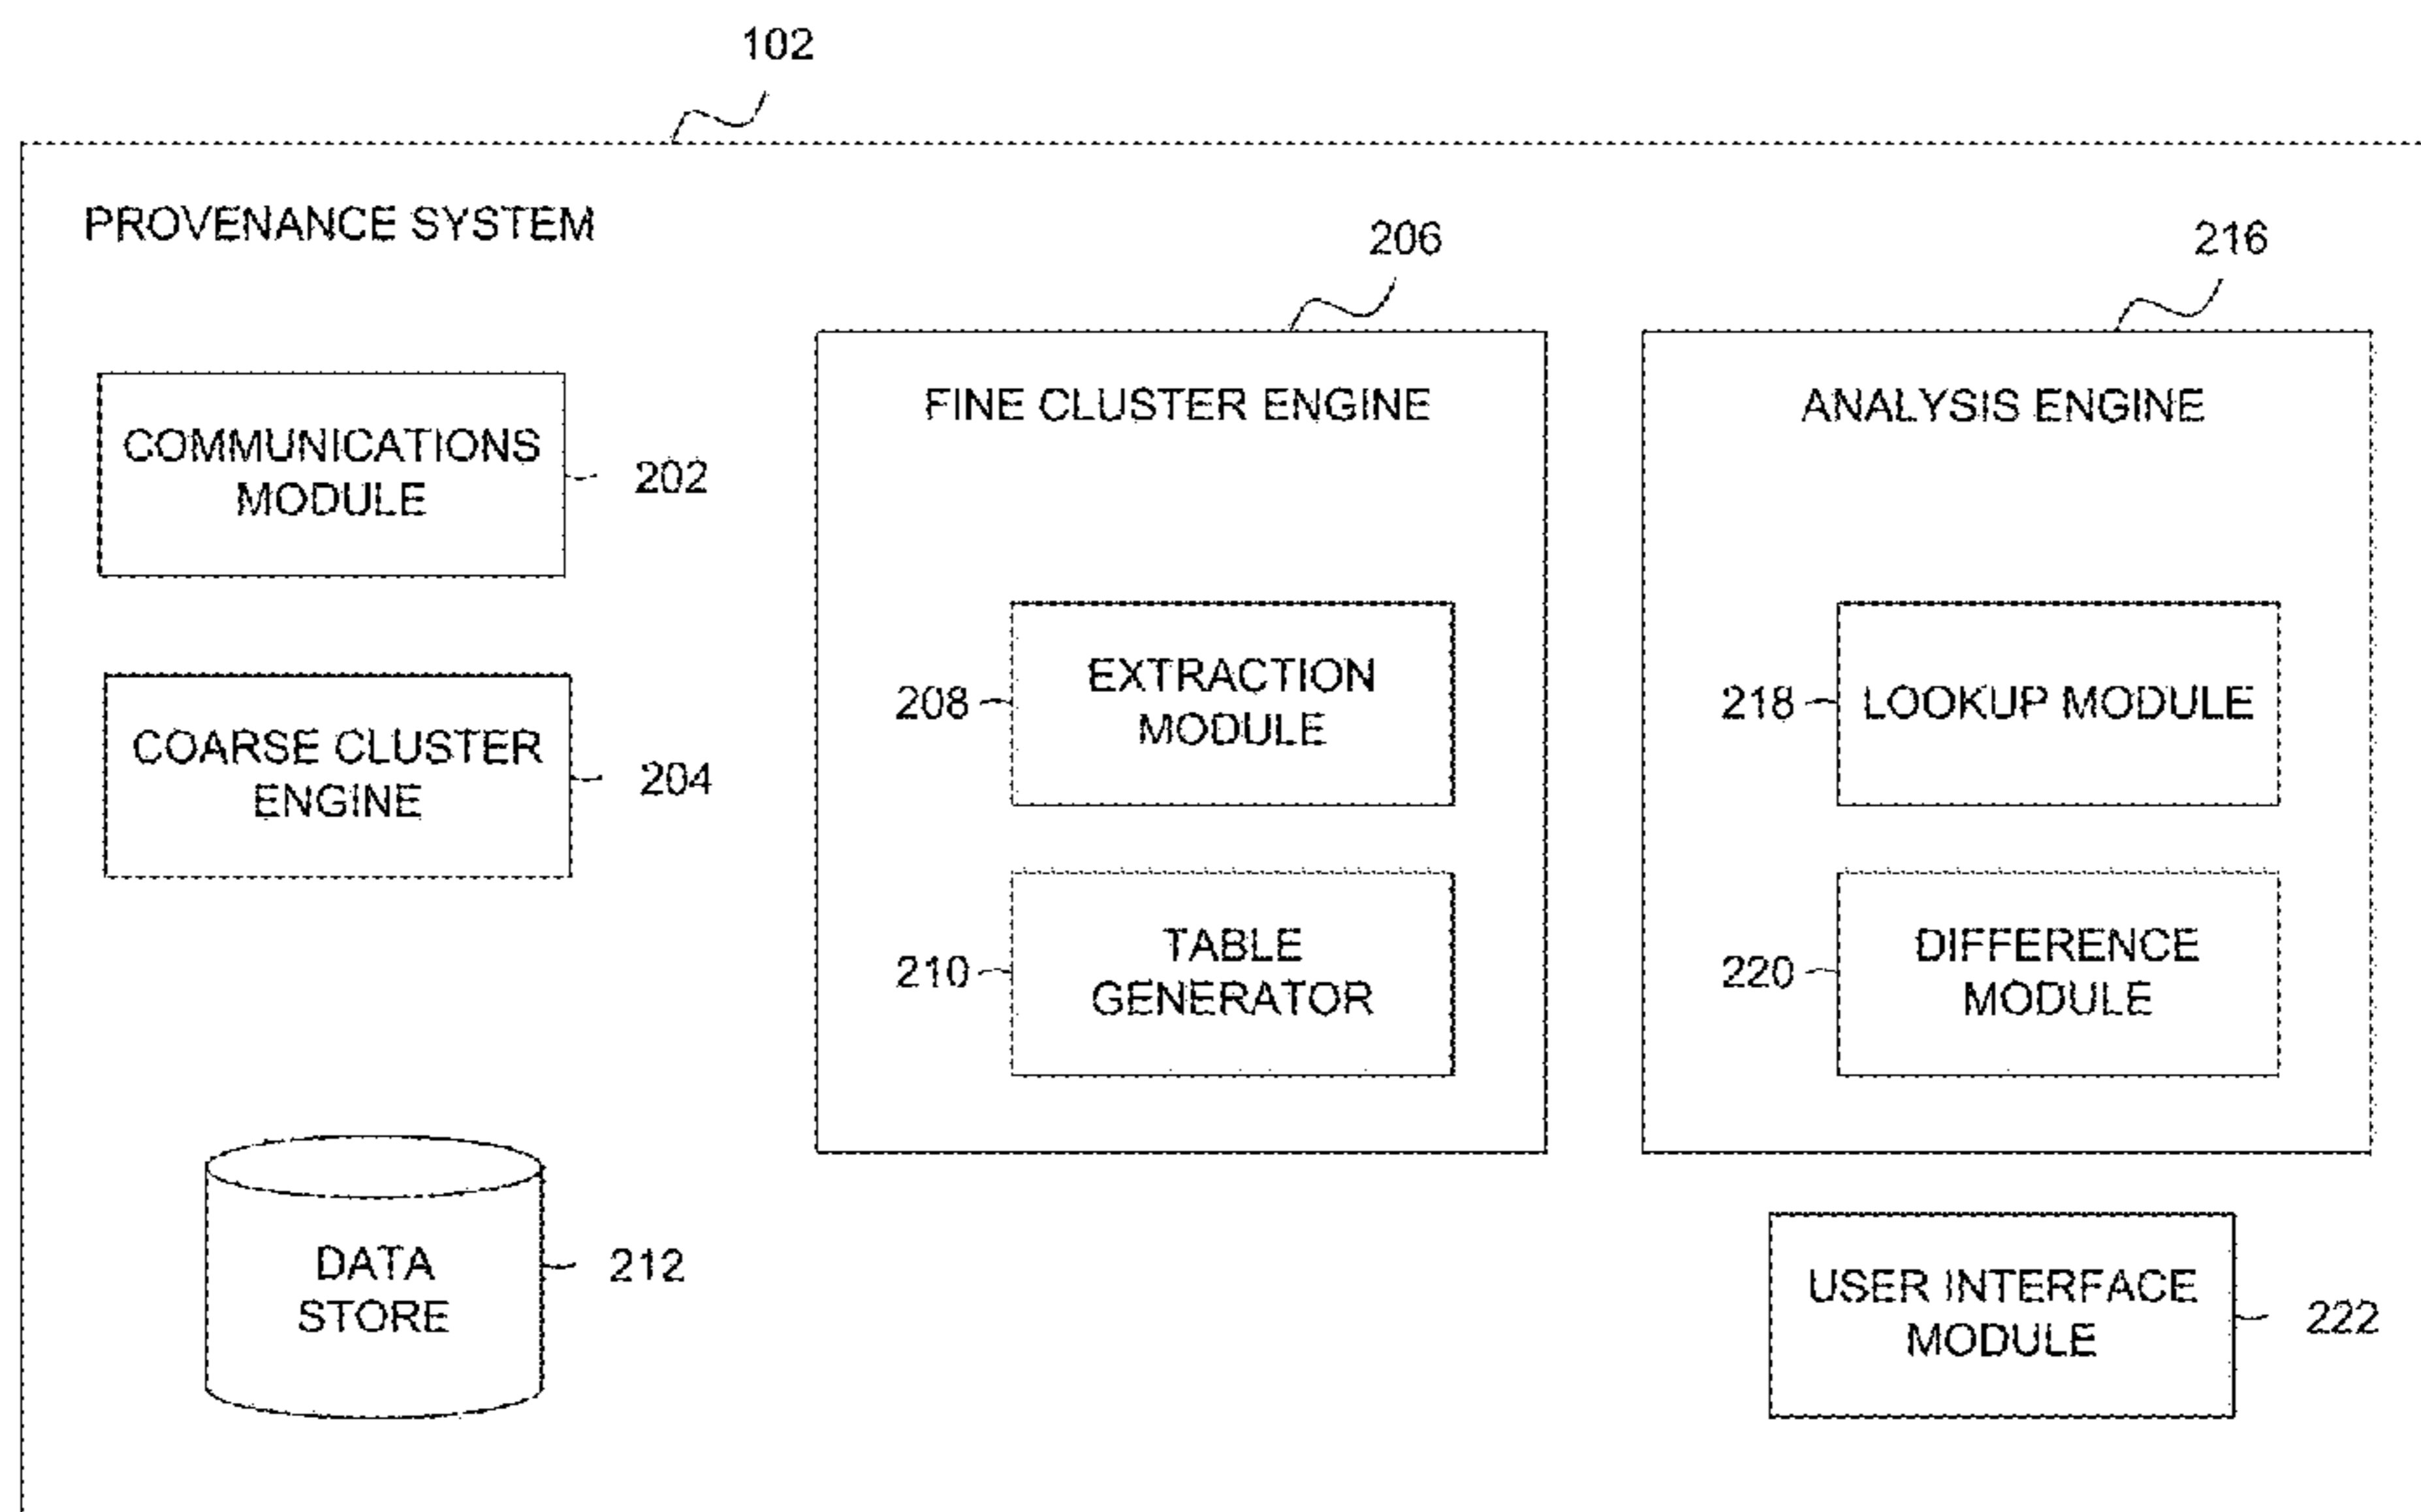 102
PROVENANCE SYSTEM
206
216
COMMUNICATIONS
MODULE
202
COARSE CLUSTER
ENGINE
204
DATA
STORE
212
FINE CLUSTER ENGINE
208
EXTRACTION
MODULE
210
TABLE
GENERATOR
ANALYSIS ENGINE
218
LOOKUP MODULE
220
DIFFERENCE
MODULE
USER INTERFACE
MODULE
222